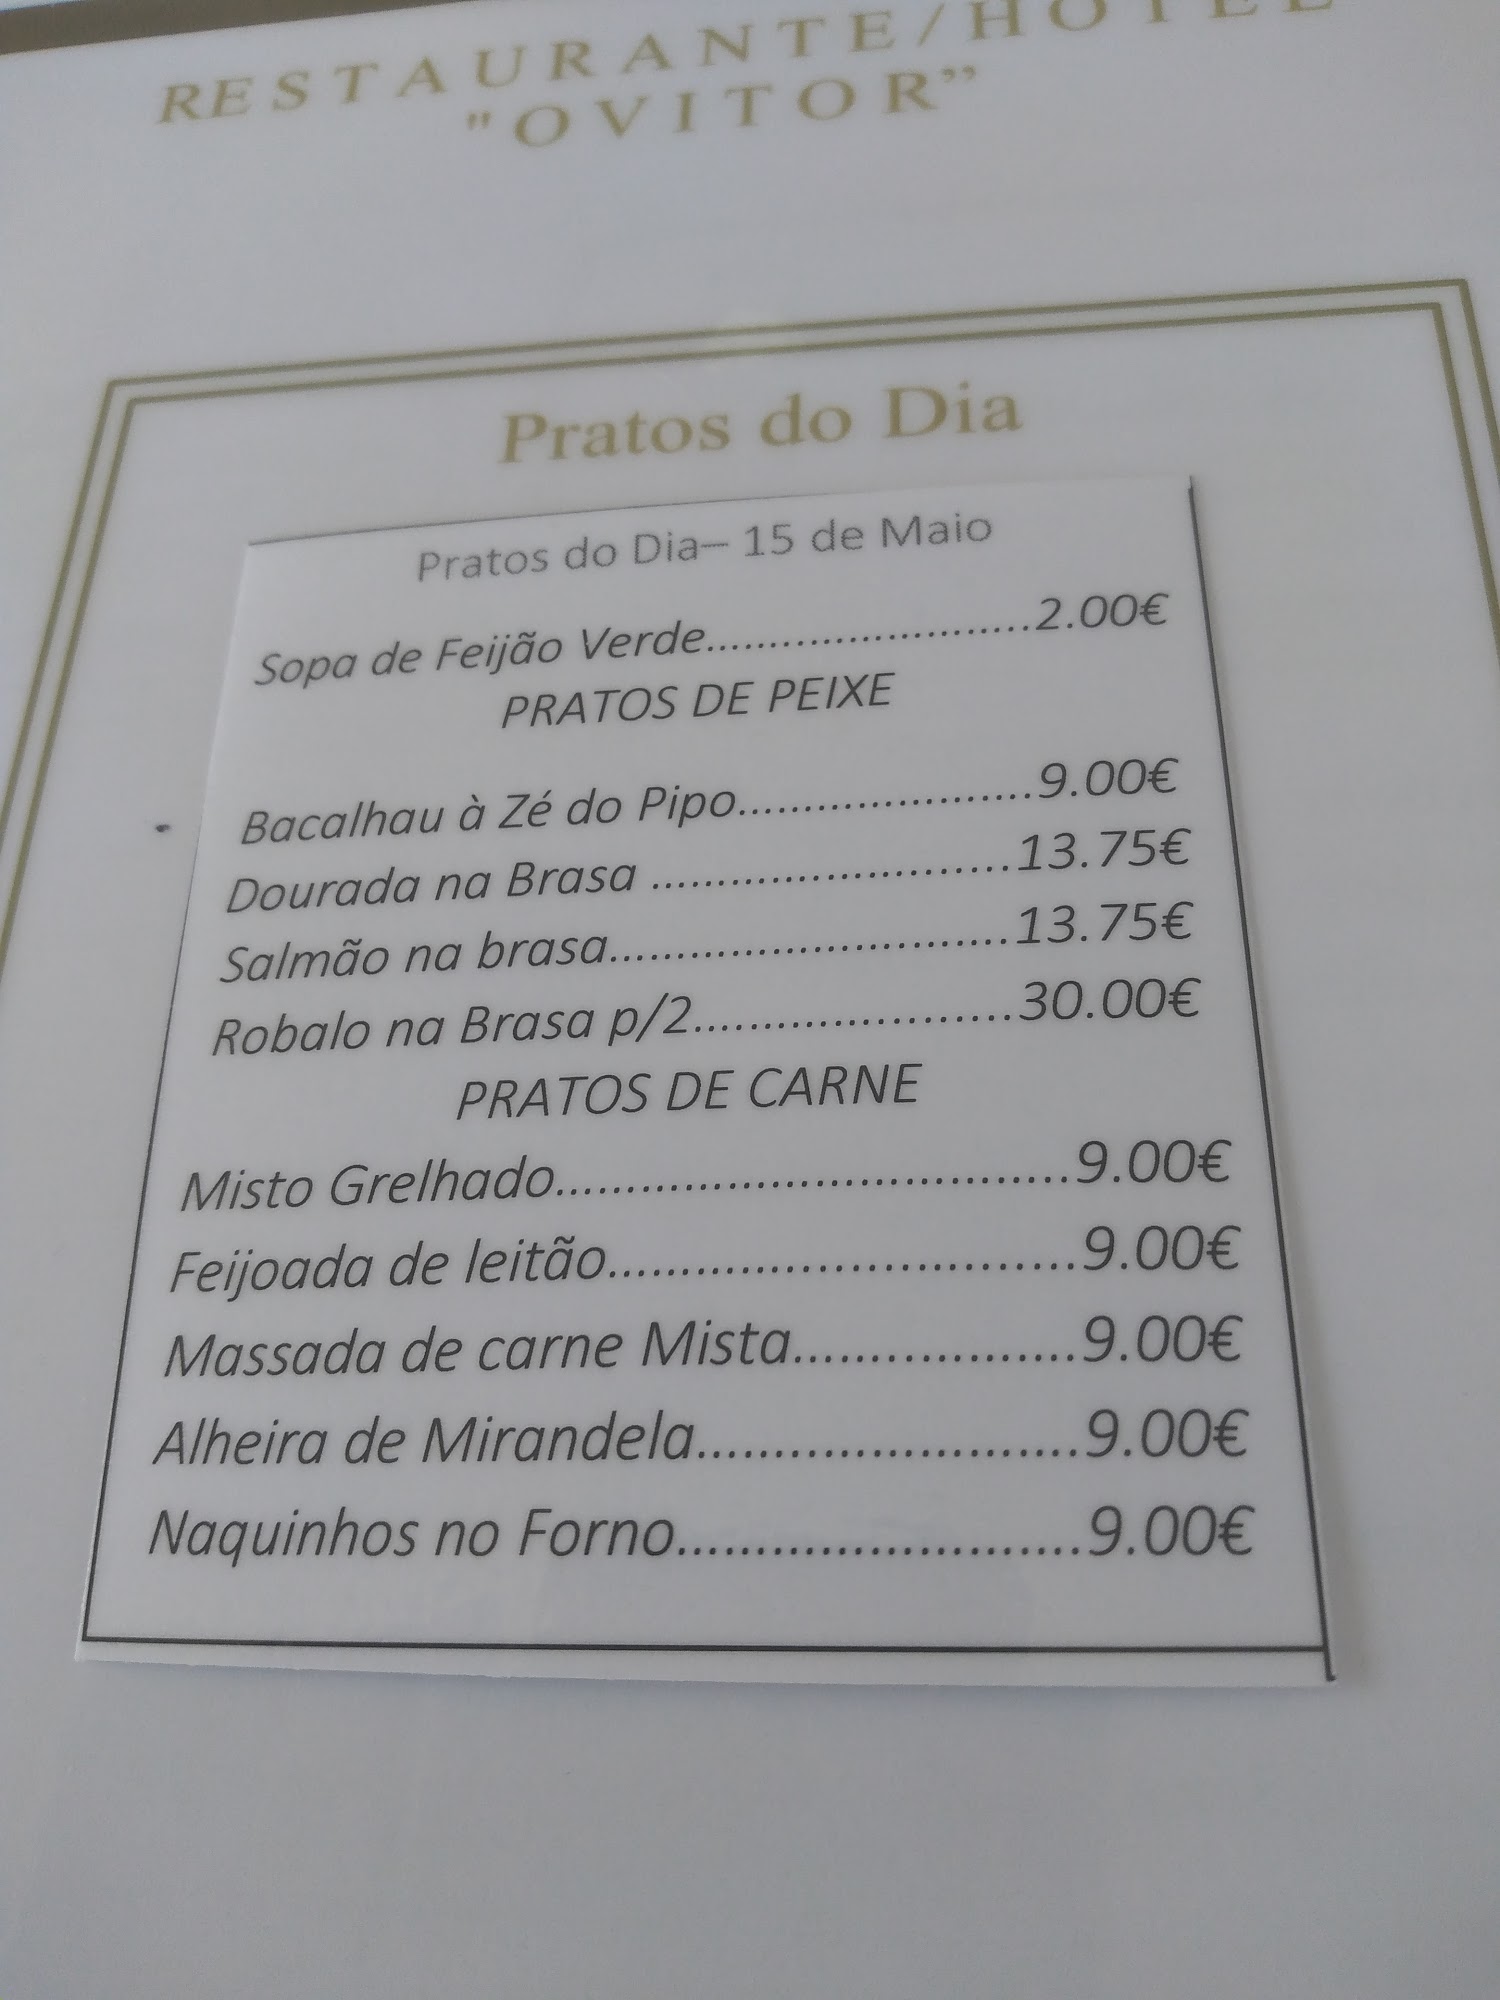 RESTAURANTE/HOTEL
"OVITOR”
Pratos do Dia
Pratos do Dia– 15 de Maio
Sopa de Feijão Verde.........................2.00€
PRATOS DE PEIXE
Bacalhau à Zé do Pipo......................9.00€
Dourada na Brasa ..........................13.75€
Salmão na brasa.............................13.75€
Robalo na Brasa p/2.......................30.00€
PRATOS DE CARNE
Misto Grelhado....................................9.00€
Feijoada de leitão................................9.00€
Massada de carne Mista...................9.00€
Alheira de Mirandela.........................9.00€
Naquinhos no Forno..........................9.00€